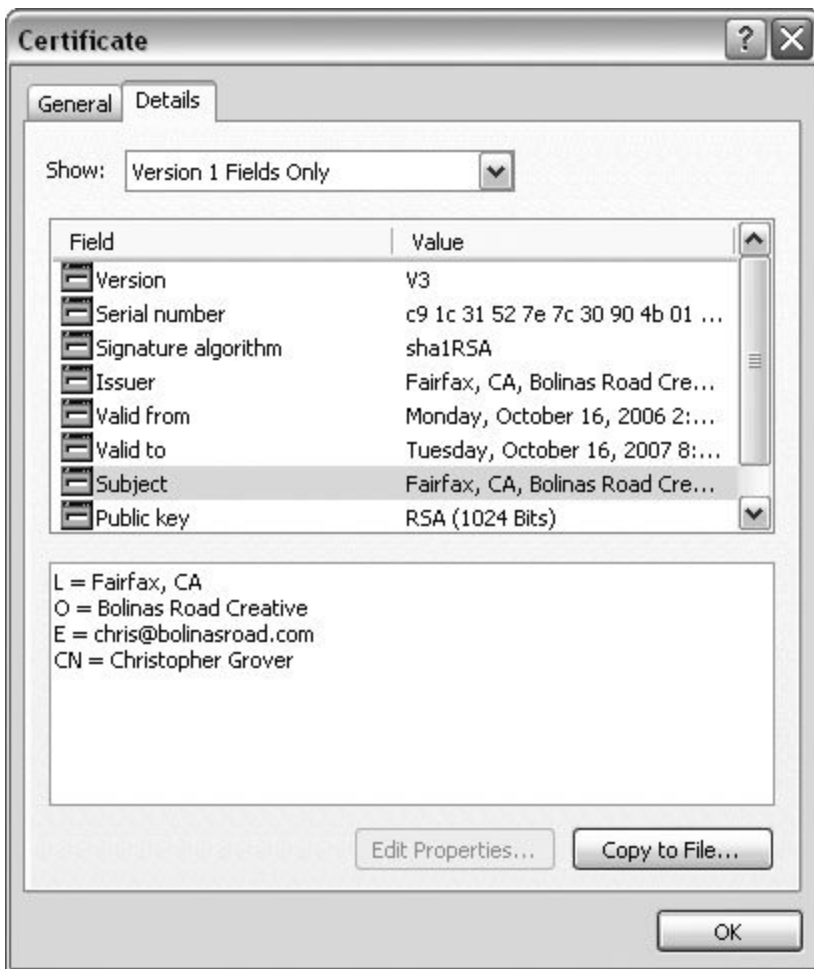 Certificate
General Details
Show: Version 1 Fields Only
Field Value
Version V3
Serial number c9 1c 31 52 7e 7c 30 90 4b 01 ...
Signature algorithm sha1RSA
Issuer Fairfax, CA, Bolinas Road Cre...
Valid from Monday, October 16, 2006 2:...
Valid to Tuesday, October 16, 2007 8:...
Subject Fairfax, CA, Bolinas Road Cre...
Public key RSA (1024 Bits)
L = Fairfax, CA
O = Bolinas Road Creative
E = chris@bolinasroad.com
CN = Christopher Grover
Edit Properties... Copy to File...
OK